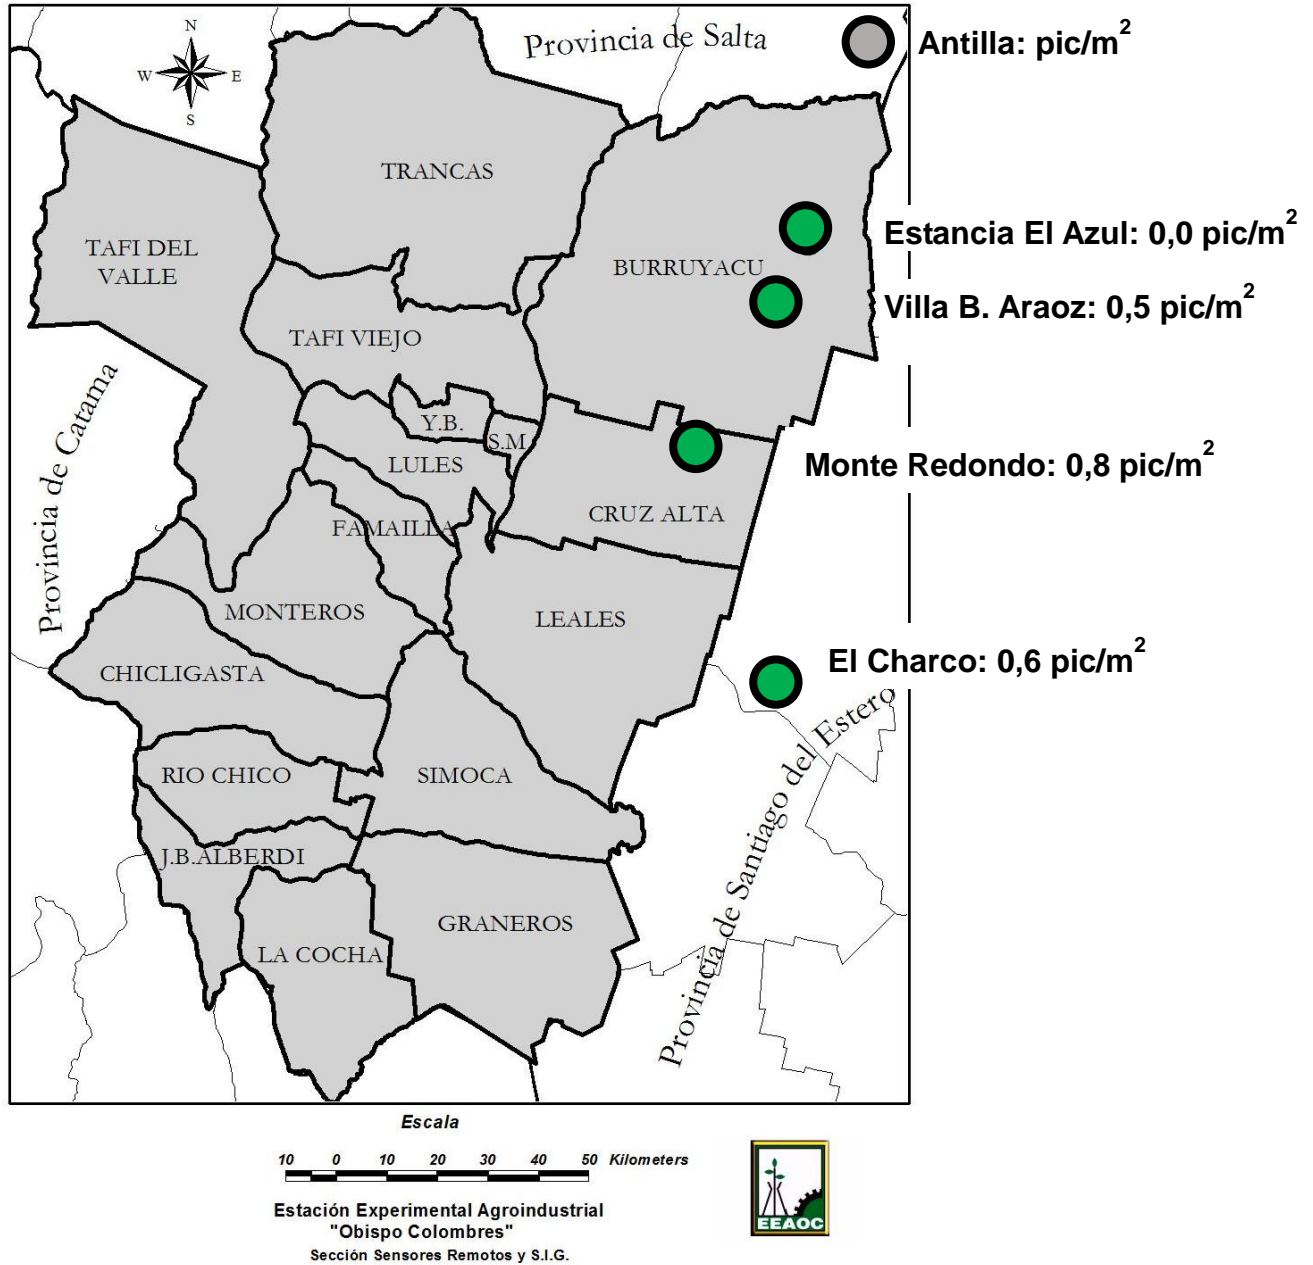 Provincia de Salta
Antilla: pic/m²
N
W E
S
TRANCAS
TAFI DEL
VALLE
Estancia El Azul: 0,0 pic/m²
BURRUYACU
Villa B. Araoz: 0,5 pic/m²
TAFI VIEJO
Provincia de Catama
Y.B.
S.M.
LULES
Monte Redondo: 0,8 pic/m²
FAMAILLA
CRUZ ALTA
MONTEROS
LEALES
El Charco: 0,6 pic/m²
CHICLIGASTA
Provincia de Santiago del Estero
RIO CHICO
SIMOCA
J.B.ALBERDI
GRANEROS
LA COCHA
Escala
10 0 10 20 30 40 50 Kilometers
Estación Experimental Agroindustrial
"Obispo Colombres"
Sección Sensores Remotos y S.I.G.
EEAOC